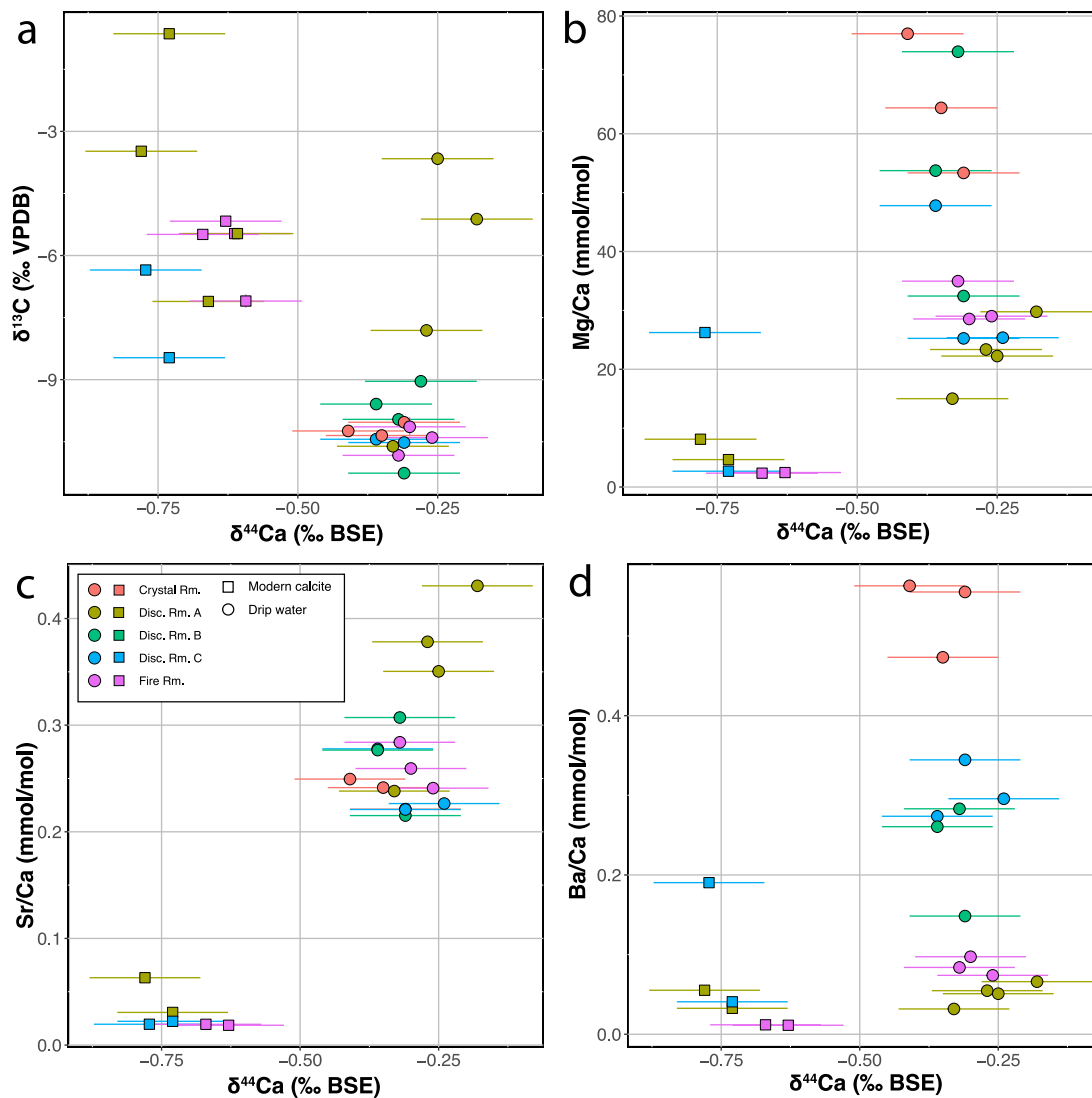 a
−3
−6
−9
δ¹³C (‰ VPDB)
−0.75 −0.50 −0.25
δ⁴⁴Ca (‰ BSE)
b
80
60
40
20
0
Mg/Ca (mmol/mol)
−0.75 −0.50 −0.25
δ⁴⁴Ca (‰ BSE)
c
Crystal Rm.
Disc. Rm. A
Disc. Rm. B
Disc. Rm. C
Fire Rm.
Modern calcite
Drip water
0.4
0.3
0.2
0.1
0.0
Sr/Ca (mmol/mol)
−0.75 −0.50 −0.25
δ⁴⁴Ca (‰ BSE)
d
0.4
0.2
0.0
Ba/Ca (mmol/mol)
−0.75 −0.50 −0.25
δ⁴⁴Ca (‰ BSE)